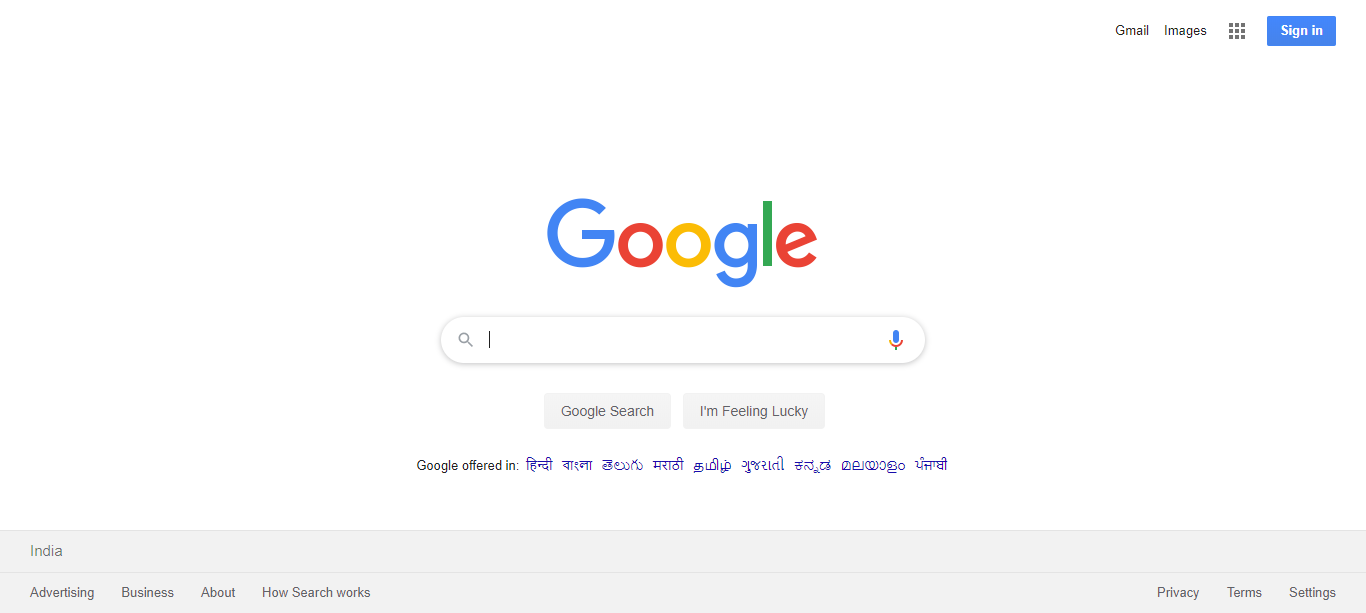 Gmail Images Sign in
Google
Google Search I'm Feeling Lucky
Google offered in: हिन्दी বাংলা తెలుగు मराठी தமிழ் ગુજરાતી ಕನ್ನಡ മലയാളം ਪੰਜਾਬੀ
India
Advertising Business About How Search works Privacy Terms Settings